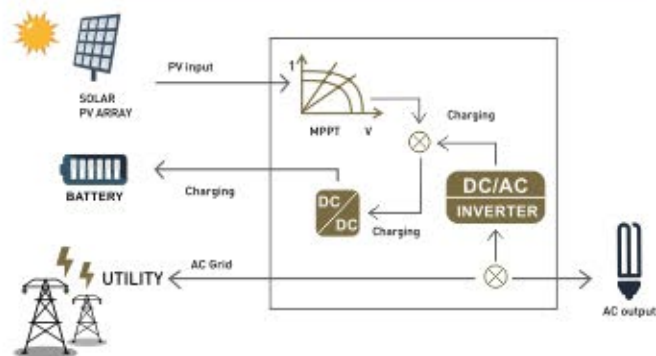 PV input
SOLAR
PV ARRAY
1
MPPT V
Charging
BATTERY
Charging
DC
DC
Charging
DC/AC
INVERTER
UTILITY
AC Grid
AC output